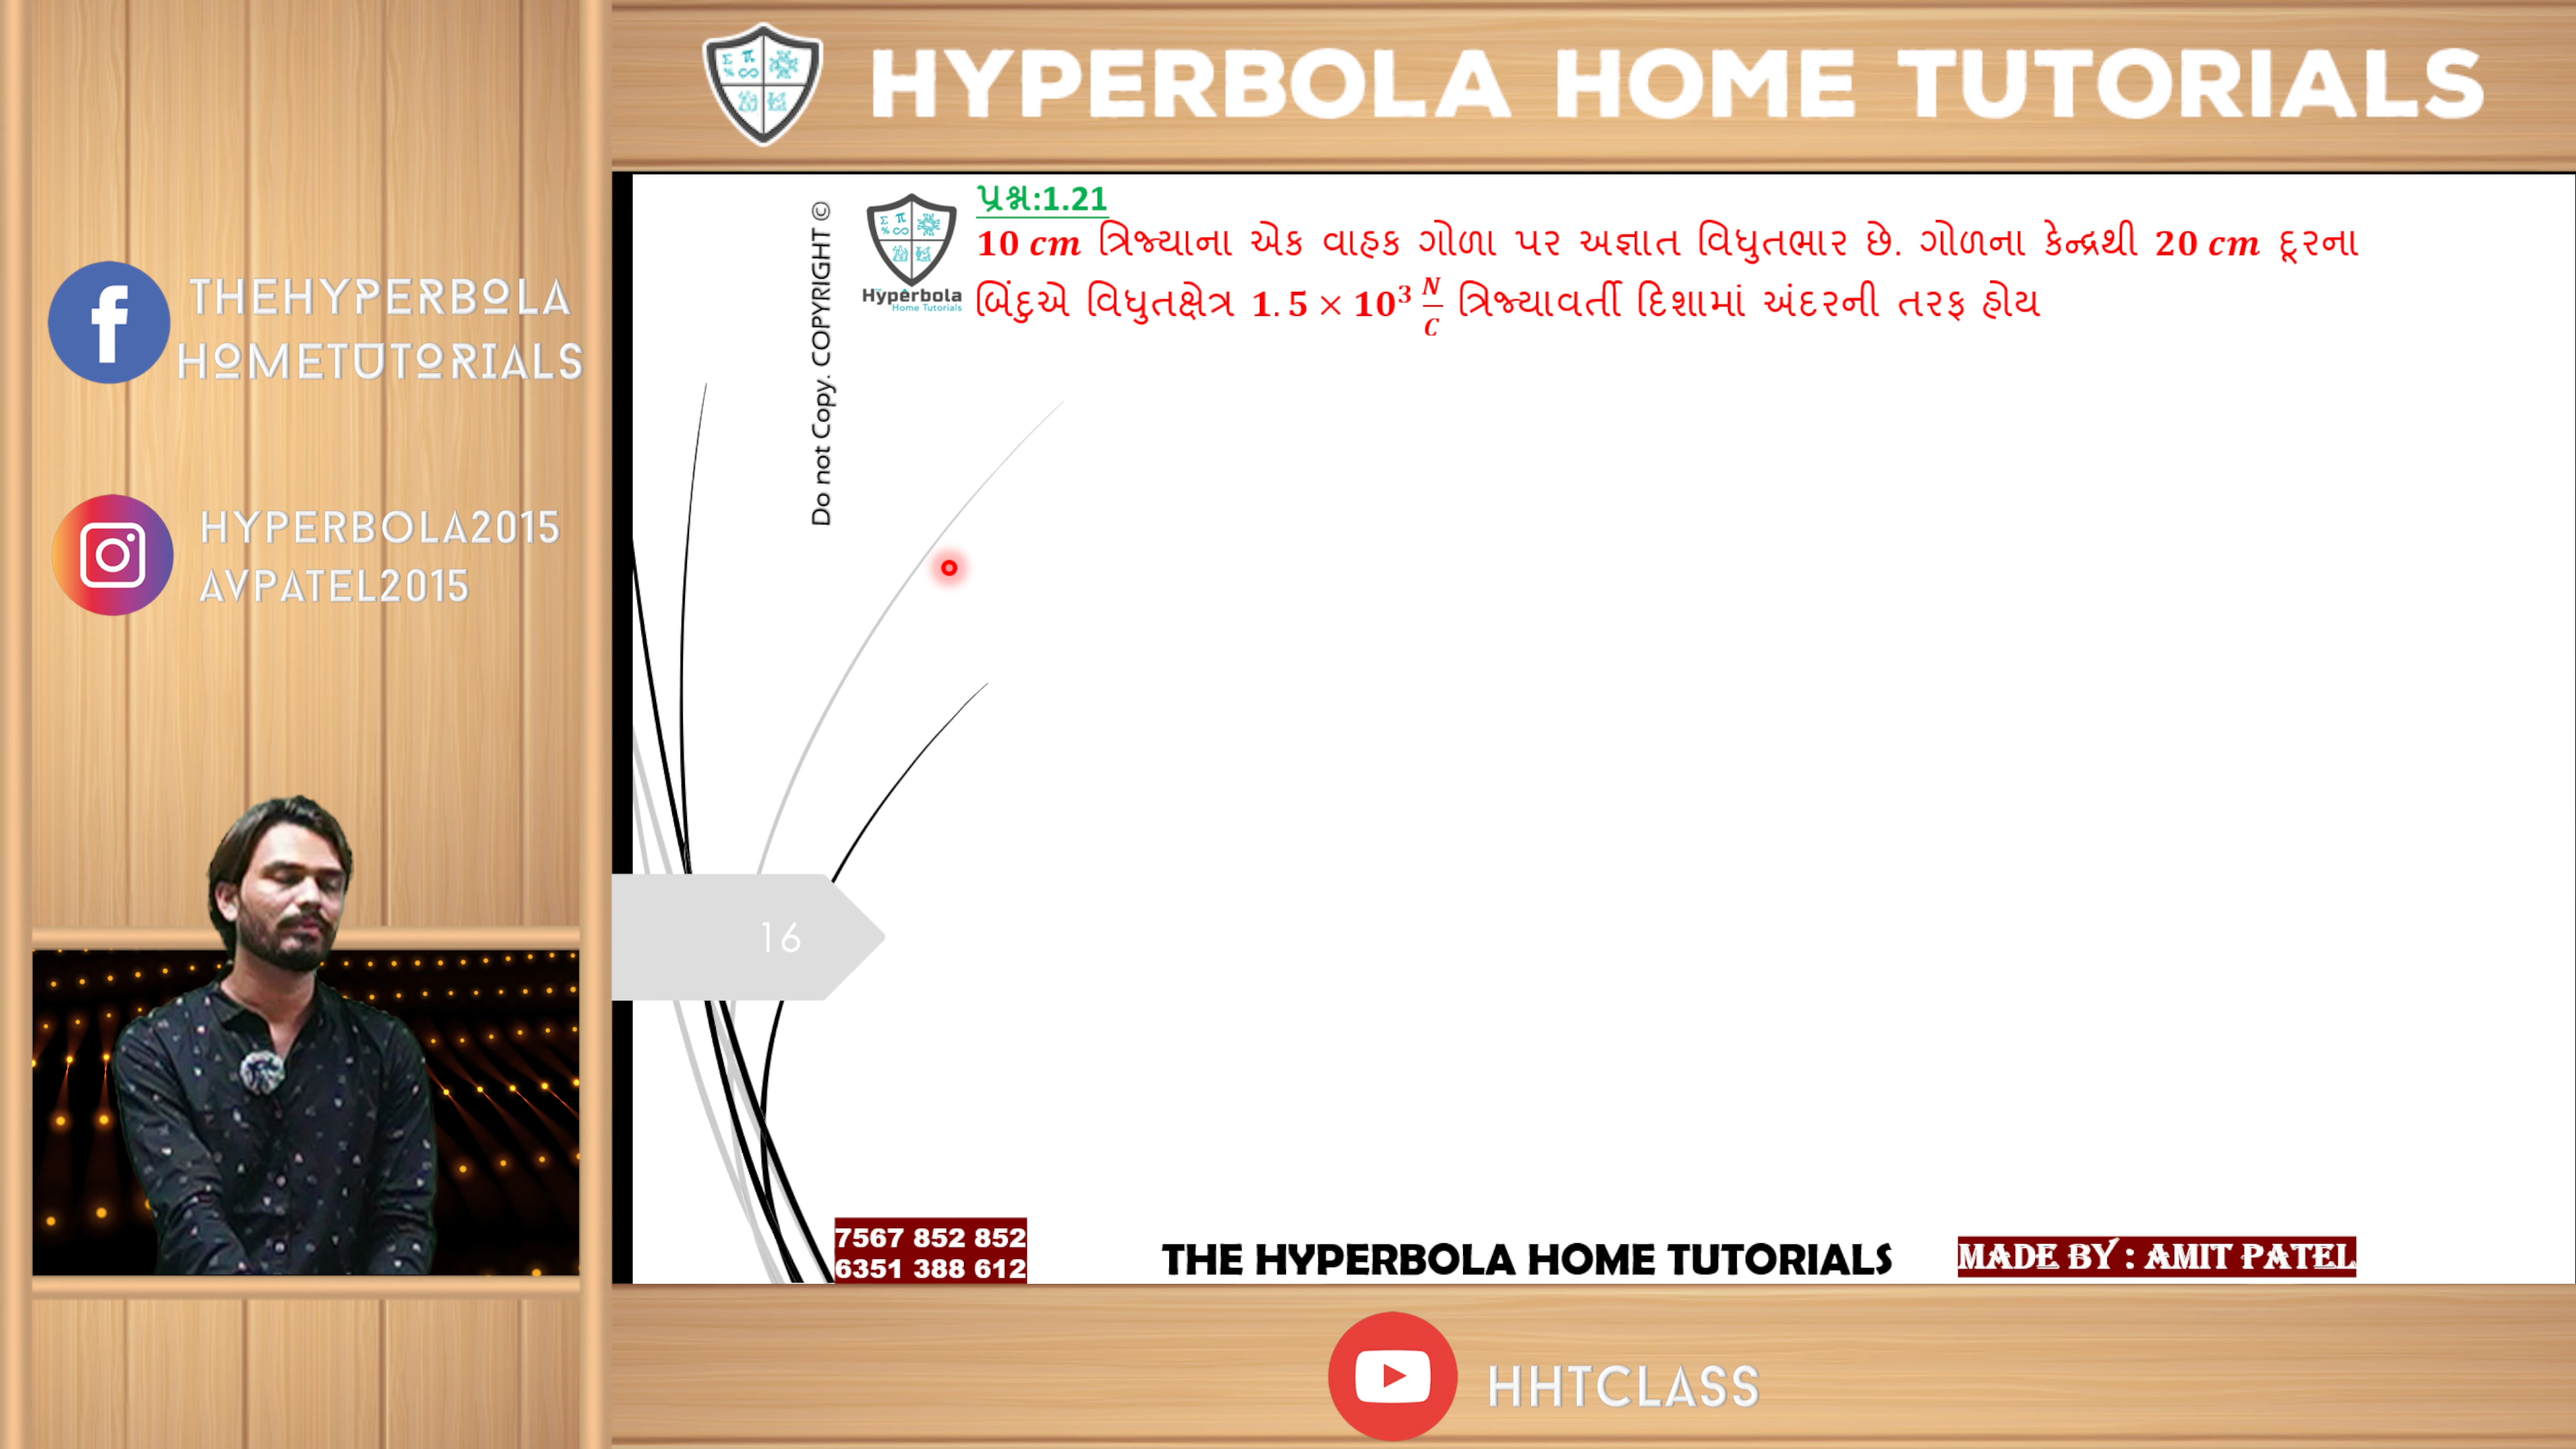 HYPERBOLA HOME TUTORIALS
THEHYPERBOLA
HOMETUTORIALS
HYPERBOLA2015
AVPATEL2015
Do not Copy. COPYRIGHT ©
Hyperbola
Home Tutorials
પ્રશ્ન:1.21
10 cm ત્રિજ્યાના એક વાહક ગોળા પર અજ્ઞાત વિધુતભાર છે. ગોળના કેન્દ્રથી 20 cm દૂરના
બિંદુએ વિધુતક્ષેત્ર 1.5 × 10³ N/C ત્રિજ્યાવર્તી દિશામાં અંદરની તરફ હોય
16
7567 852 852
6351 388 612
THE HYPERBOLA HOME TUTORIALS
MADE BY : AMIT PATEL
HHTCLASS